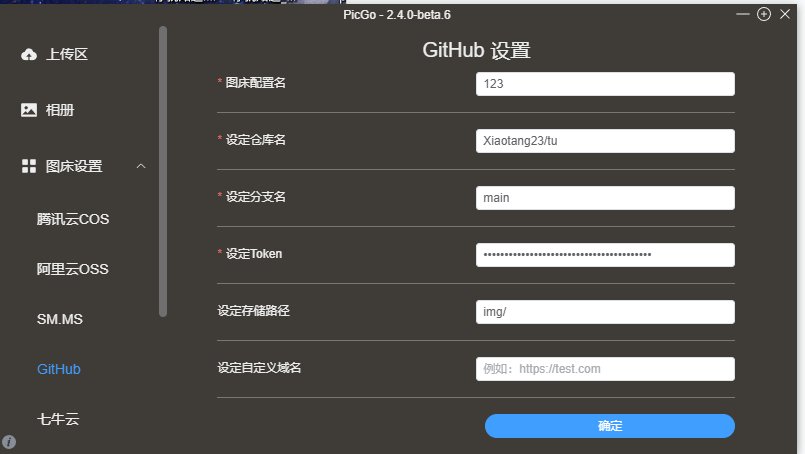 PicGo - 2.4.0-beta.6
上传区
相册
图床设置
腾讯云COS
阿里云OSS
SM.MS
GitHub
七牛云
GitHub 设置
* 图床配置名
123
* 设定仓库名
Xiaotang23/tu
* 设定分支名
main
* 设定Token
设定存储路径
img/
设定自定义域名
例如：https://test.com
确定